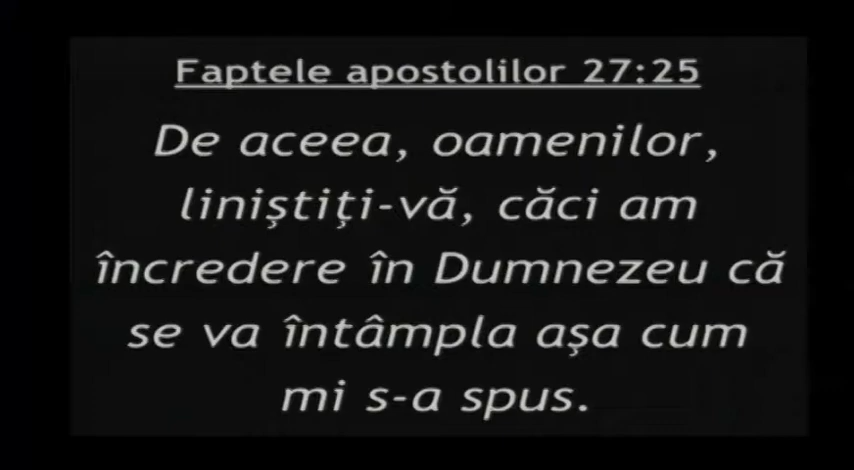 Faptele apostolilor 27:25
De aceea, oamenilor,
liniştiţi-vă, căci am
încredere în Dumnezeu că
se va întâmpla aşa cum
mi s-a spus.